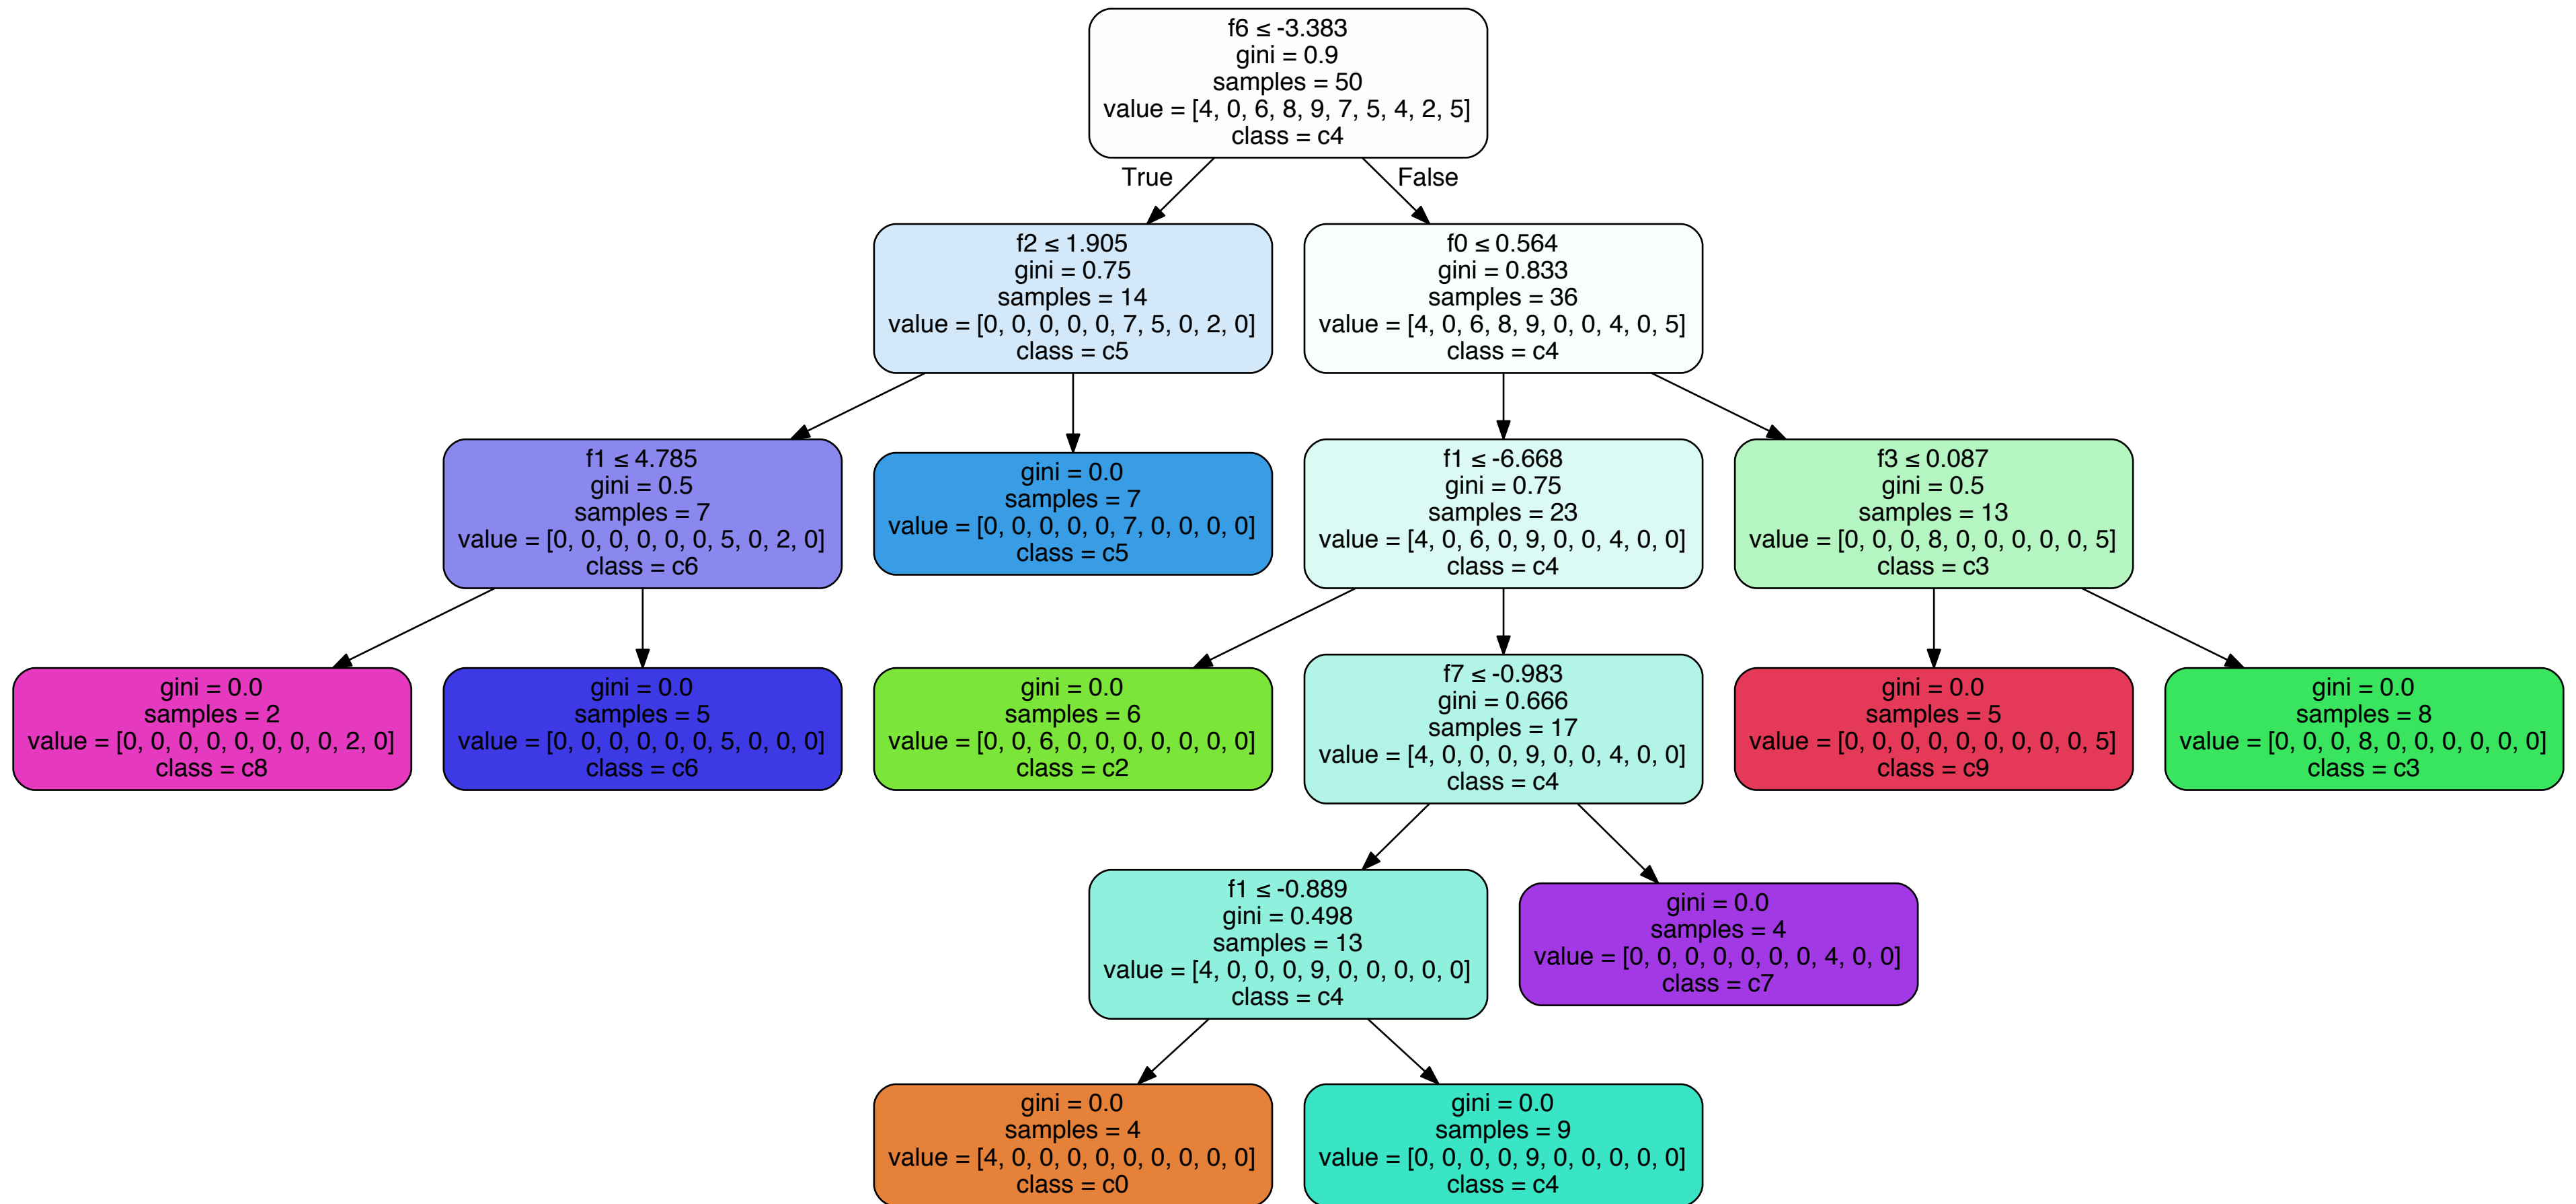 f6 ≤ -3.383
gini = 0.9
samples = 50
value = [4, 0, 6, 8, 9, 7, 5, 4, 2, 5]
class = c4
True
False
f2 ≤ 1.905
gini = 0.75
samples = 14
value = [0, 0, 0, 0, 0, 7, 5, 0, 2, 0]
class = c5
f0 ≤ 0.564
gini = 0.833
samples = 36
value = [4, 0, 6, 8, 9, 0, 0, 4, 0, 5]
class = c4
f1 ≤ 4.785
gini = 0.5
samples = 7
value = [0, 0, 0, 0, 0, 0, 5, 0, 2, 0]
class = c6
gini = 0.0
samples = 7
value = [0, 0, 0, 0, 0, 7, 0, 0, 0, 0]
class = c5
f1 ≤ -6.668
gini = 0.75
samples = 23
value = [4, 0, 6, 0, 9, 0, 0, 4, 0, 0]
class = c4
f3 ≤ 0.087
gini = 0.5
samples = 13
value = [0, 0, 0, 8, 0, 0, 0, 0, 0, 5]
class = c3
gini = 0.0
samples = 2
value = [0, 0, 0, 0, 0, 0, 0, 0, 2, 0]
class = c8
gini = 0.0
samples = 5
value = [0, 0, 0, 0, 0, 0, 5, 0, 0, 0]
class = c6
gini = 0.0
samples = 6
value = [0, 0, 6, 0, 0, 0, 0, 0, 0, 0]
class = c2
f7 ≤ -0.983
gini = 0.666
samples = 17
value = [4, 0, 0, 0, 9, 0, 0, 4, 0, 0]
class = c4
gini = 0.0
samples = 5
value = [0, 0, 0, 0, 0, 0, 0, 0, 0, 5]
class = c9
gini = 0.0
samples = 8
value = [0, 0, 0, 8, 0, 0, 0, 0, 0, 0]
class = c3
f1 ≤ -0.889
gini = 0.498
samples = 13
value = [4, 0, 0, 0, 9, 0, 0, 0, 0, 0]
class = c4
gini = 0.0
samples = 4
value = [0, 0, 0, 0, 0, 0, 0, 4, 0, 0]
class = c7
gini = 0.0
samples = 4
value = [4, 0, 0, 0, 0, 0, 0, 0, 0, 0]
class = c0
gini = 0.0
samples = 9
value = [0, 0, 0, 0, 9, 0, 0, 0, 0, 0]
class = c4